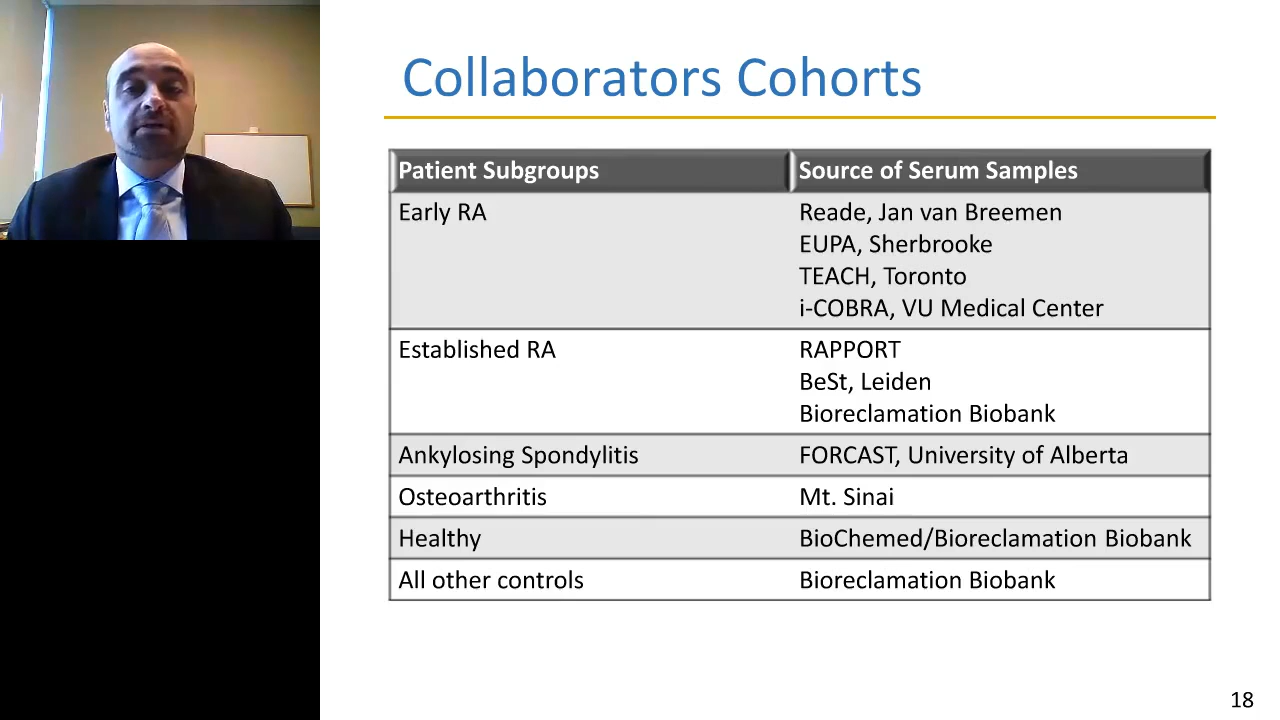 Collaborators Cohorts
Patient Subgroups
Source of Serum Samples
Early RA
Reade, Jan van Breemen
EUPA, Sherbrooke
TEACH, Toronto
i-COBRA, VU Medical Center
Established RA
RAPPORT
BeSt, Leiden
Bioreclamation Biobank
Ankylosing Spondylitis
FORCAST, University of Alberta
Osteoarthritis
Mt. Sinai
Healthy
BioChemed/Bioreclamation Biobank
All other controls
Bioreclamation Biobank
18